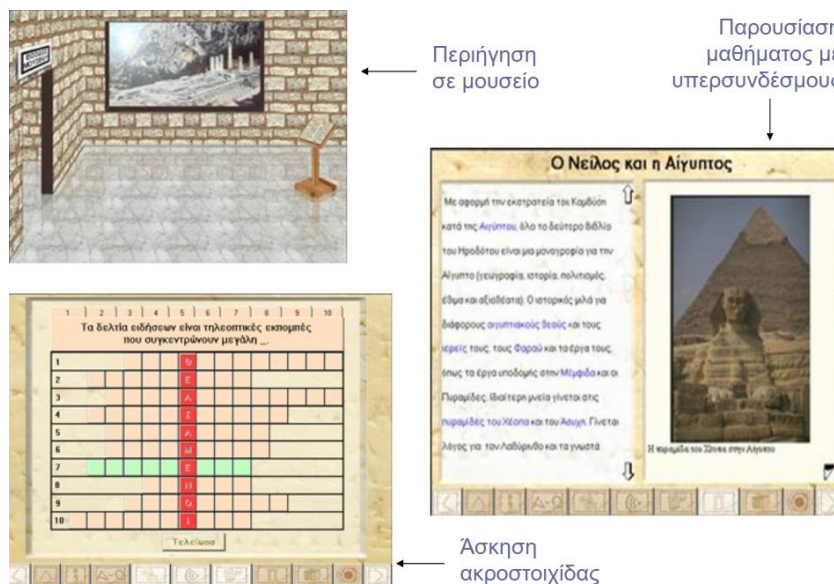 ΕΙΣΟΔΟΣ
ΜΟΥΣΕΙΟΥ
Περιήγηση
σε μουσείο
Παρουσίαση
μαθήματος με
υπερσυνδέσμους
Ο Νείλος και η Αίγυπτος
Με αφορμή την εκστρατεία του Καμβύση
κατά της Αιγύπτου, όλο το δεύτερο βιβλίο
του Ηροδότου είναι μια μονογραφία για την
Αίγυπτο (γεωγραφία, ιστορία, πολιτισμός,
έθιμα και αξιοθέατα). Ο ιστορικός μιλά για
διάφορους αιγυπτιακούς θεούς και τους
ιερείς τους, τους Φαραώ και τα έργα τους,
όπως τα έργα υποδομής στην Μέμφιδα και οι
Πυραμίδες. Ιδιαίτερη μνεία γίνεται στις
πυραμίδες του Χέοπα και του Άσυχη. Γίνεται
λόγος για τον Λαβύρινθο και τα γνωστά
Η πυραμίδα του Χέοπα στην Αίγυπτο
1 2 3 4 5 6 7 8 9 10
Τα δελτία ειδήσεων είναι τηλεοπτικές εκπομπές
που συγκεντρώνουν μεγάλη _.
1
2 Ε
3 Α
4 Σ
5 Α
6 Μ
7 Ε
8
9 Ο
10 Ι
Τελείωσα
Α-Ω
Α-Ω
Άσκηση
ακροστοιχίδας